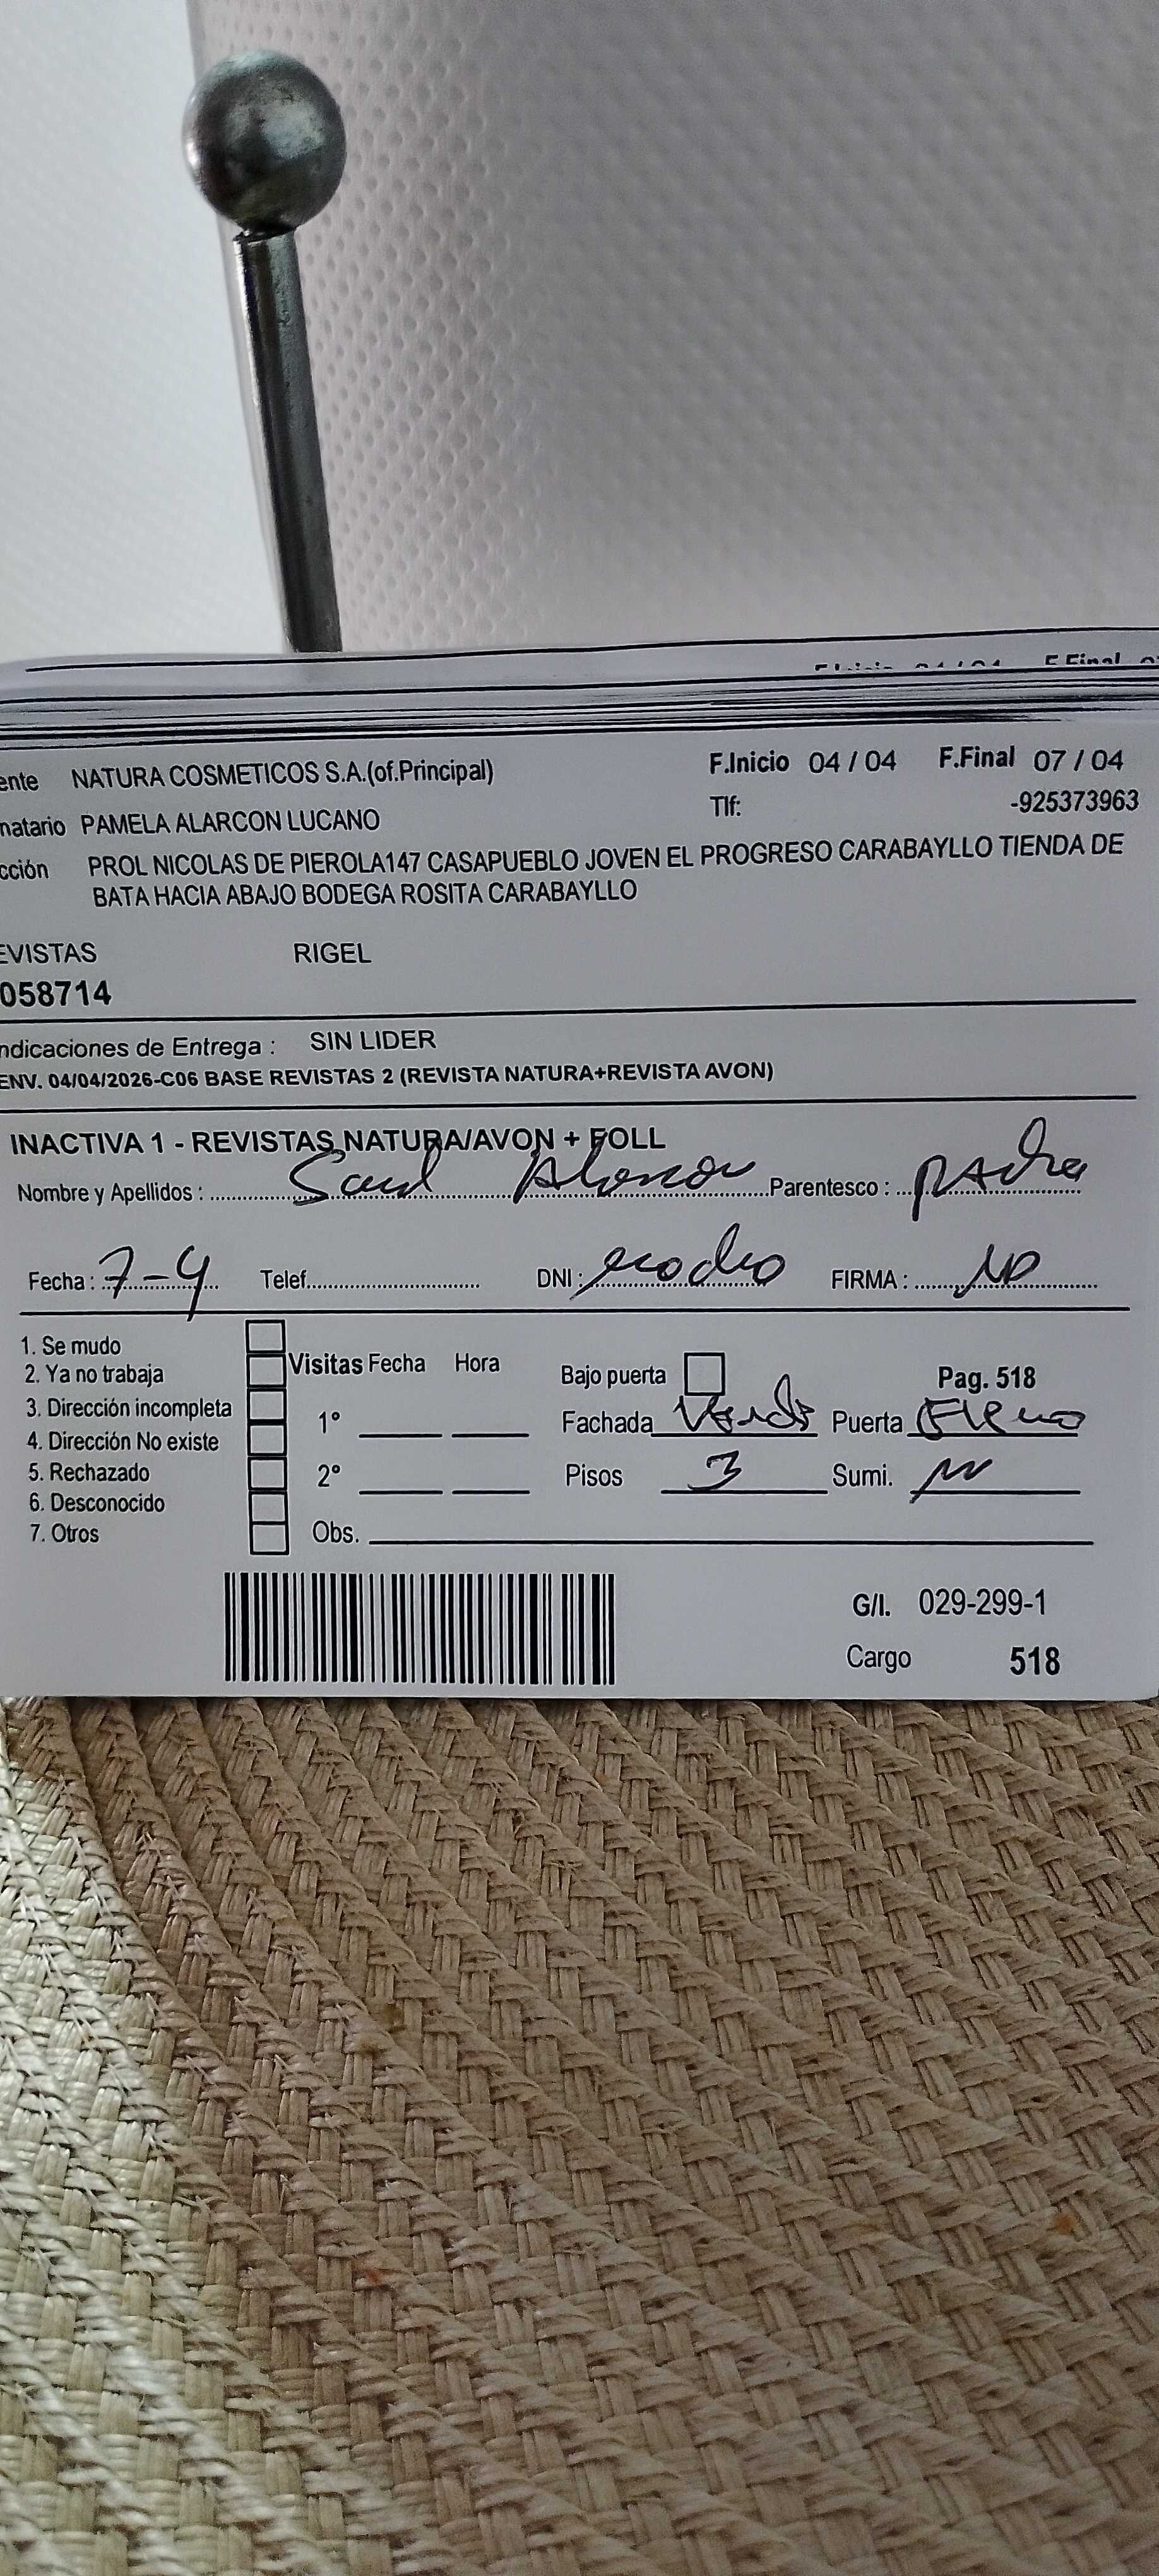 ente NATURA COSMETICOS S.A.(of.Principal) F.Inicio 04 / 04 F.Final 07 / 04
natario PAMELA ALARCON LUCANO Tlf: -925373963
cción PROL NICOLAS DE PIEROLA147 CASAPUEBLO JOVEN EL PROGRESO CARABAYLLO TIENDA DE
BATA HACIA ABAJO BODEGA ROSITA CARABAYLLO
EVISTAS RIGEL
058714
ndicaciones de Entrega : SIN LIDER
ENV. 04/04/2026-C06 BASE REVISTAS 2 (REVISTA NATURA+REVISTA AVON)
INACTIVA 1 - REVISTAS NATURA/AVON + FOLL
Nombre y Apellidos : Saul Alarcon Parentesco : padre
Fecha : 7-4 Telef. DNI : FIRMA :
1. Se mudo
2. Ya no trabaja Visitas Fecha Hora Bajo puerta Pag. 518
3. Dirección incompleta 1° Fachada Verde Puerta Fierro
4. Dirección No existe
5. Rechazado 2° Pisos 3 Sumi.
6. Desconocido
7. Otros Obs.
G/I. 029-299-1
Cargo 518